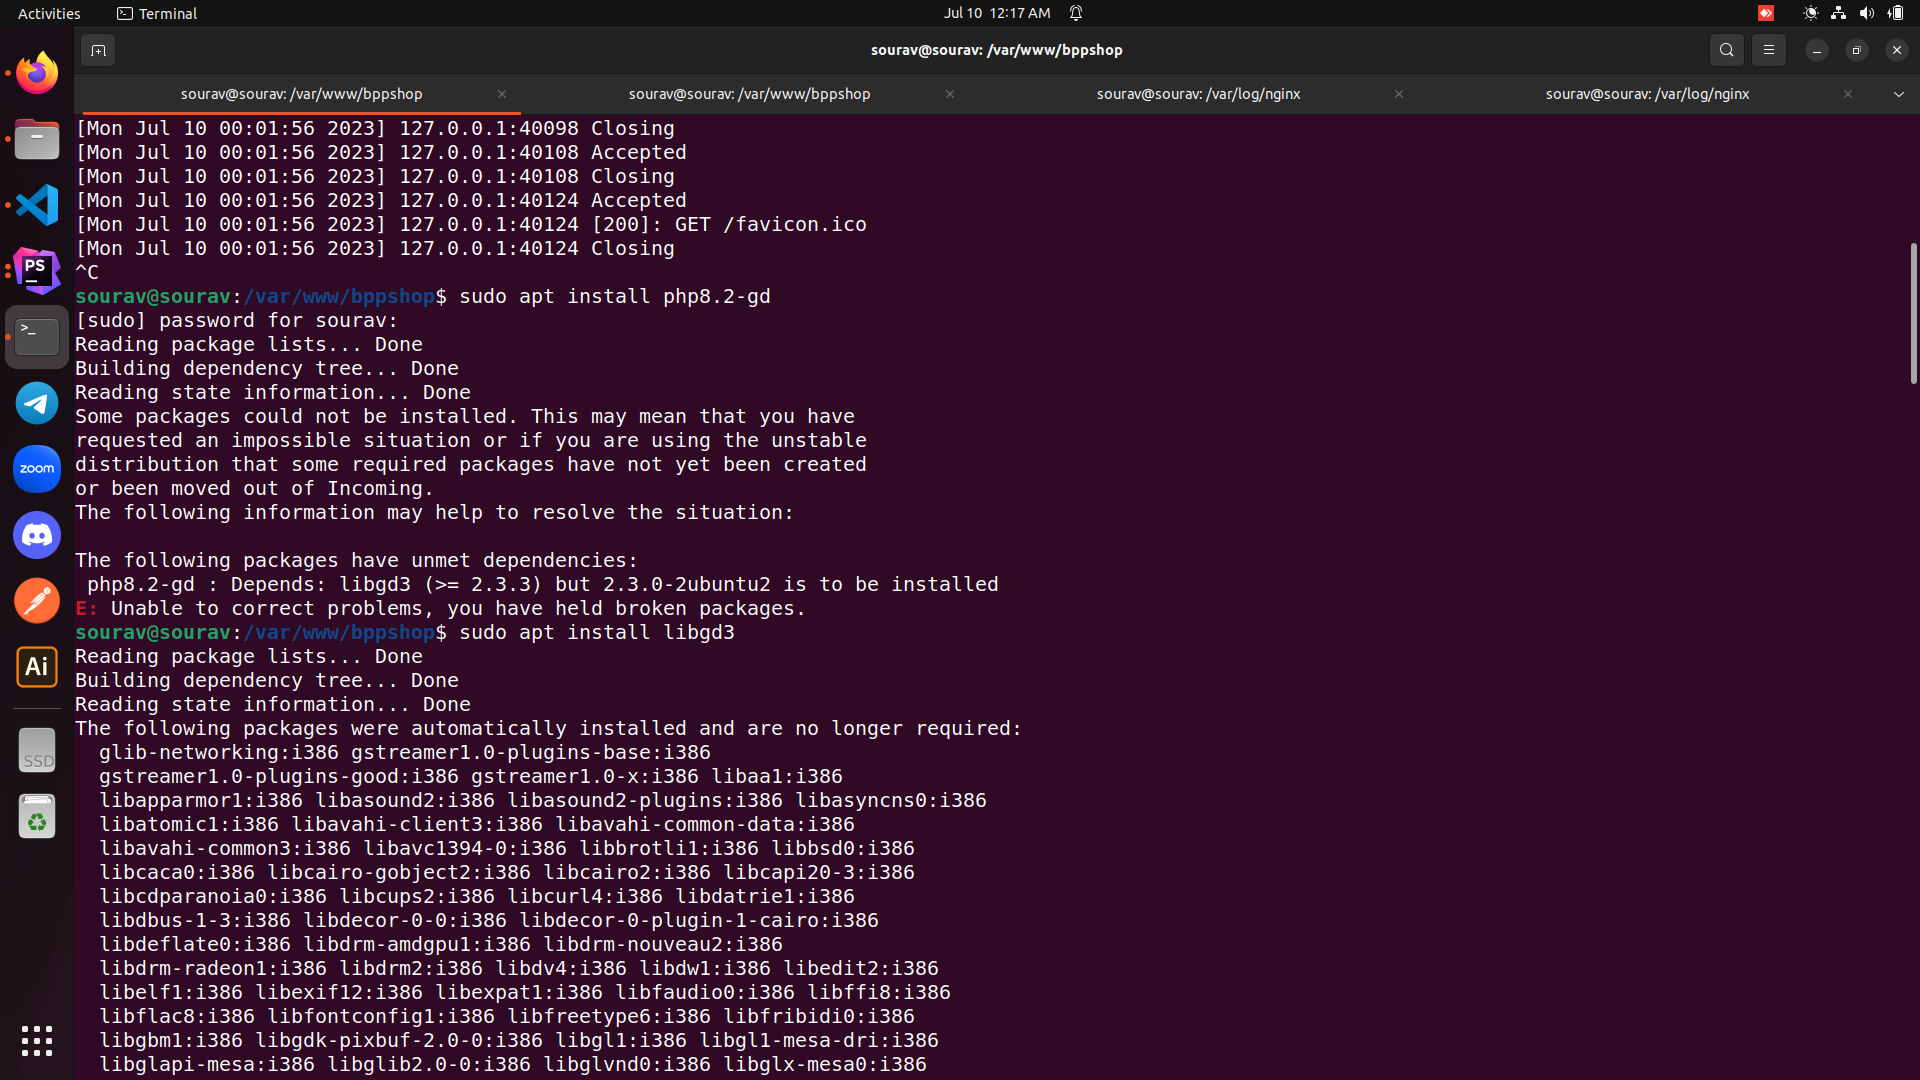 Activities
Terminal
Jul 10 12:17 AM
sourav@sourav: /var/www/bppshop
sourav@sourav: /var/www/bppshop
sourav@sourav: /var/www/bppshop
sourav@sourav: /var/log/nginx
sourav@sourav: /var/log/nginx
[Mon Jul 10 00:01:56 2023] 127.0.0.1:40098 Closing
[Mon Jul 10 00:01:56 2023] 127.0.0.1:40108 Accepted
[Mon Jul 10 00:01:56 2023] 127.0.0.1:40108 Closing
[Mon Jul 10 00:01:56 2023] 127.0.0.1:40124 Accepted
[Mon Jul 10 00:01:56 2023] 127.0.0.1:40124 [200]: GET /favicon.ico
[Mon Jul 10 00:01:56 2023] 127.0.0.1:40124 Closing
^C
sourav@sourav:/var/www/bppshop$ sudo apt install php8.2-gd
[sudo] password for sourav:
Reading package lists... Done
Building dependency tree... Done
Reading state information... Done
Some packages could not be installed. This may mean that you have
requested an impossible situation or if you are using the unstable
distribution that some required packages have not yet been created
or been moved out of Incoming.
The following information may help to resolve the situation:
The following packages have unmet dependencies:
php8.2-gd : Depends: libgd3 (>= 2.3.3) but 2.3.0-2ubuntu2 is to be installed
E: Unable to correct problems, you have held broken packages.
sourav@sourav:/var/www/bppshop$ sudo apt install libgd3
Reading package lists... Done
Building dependency tree... Done
Reading state information... Done
The following packages were automatically installed and are no longer required:
glib-networking:i386 gstreamer1.0-plugins-base:i386
gstreamer1.0-plugins-good:i386 gstreamer1.0-x:i386 libaa1:i386
libapparmor1:i386 libasound2:i386 libasound2-plugins:i386 libasyncns0:i386
libatomic1:i386 libavahi-client3:i386 libavahi-common-data:i386
libavahi-common3:i386 libavc1394-0:i386 libbrotli1:i386 libbsd0:i386
libcaca0:i386 libcairo-gobject2:i386 libcairo2:i386 libcapi20-3:i386
libcdparanoia0:i386 libcups2:i386 libcurl4:i386 libdatrie1:i386
libdbus-1-3:i386 libdecor-0-0:i386 libdecor-0-plugin-1-cairo:i386
libdeflate0:i386 libdrm-amdgpu1:i386 libdrm-nouveau2:i386
libdrm-radeon1:i386 libdrm2:i386 libdv4:i386 libdw1:i386 libedit2:i386
libelf1:i386 libexif12:i386 libexpat1:i386 libfaudio0:i386 libffi8:i386
libflac8:i386 libfontconfig1:i386 libfreetype6:i386 libfribidi0:i386
libgbm1:i386 libgdk-pixbuf-2.0-0:i386 libgl1:i386 libgl1-mesa-dri:i386
libglapi-mesa:i386 libglib2.0-0:i386 libglvnd0:i386 libglx-mesa0:i386
PS
>_
zoom
Ai
SSD